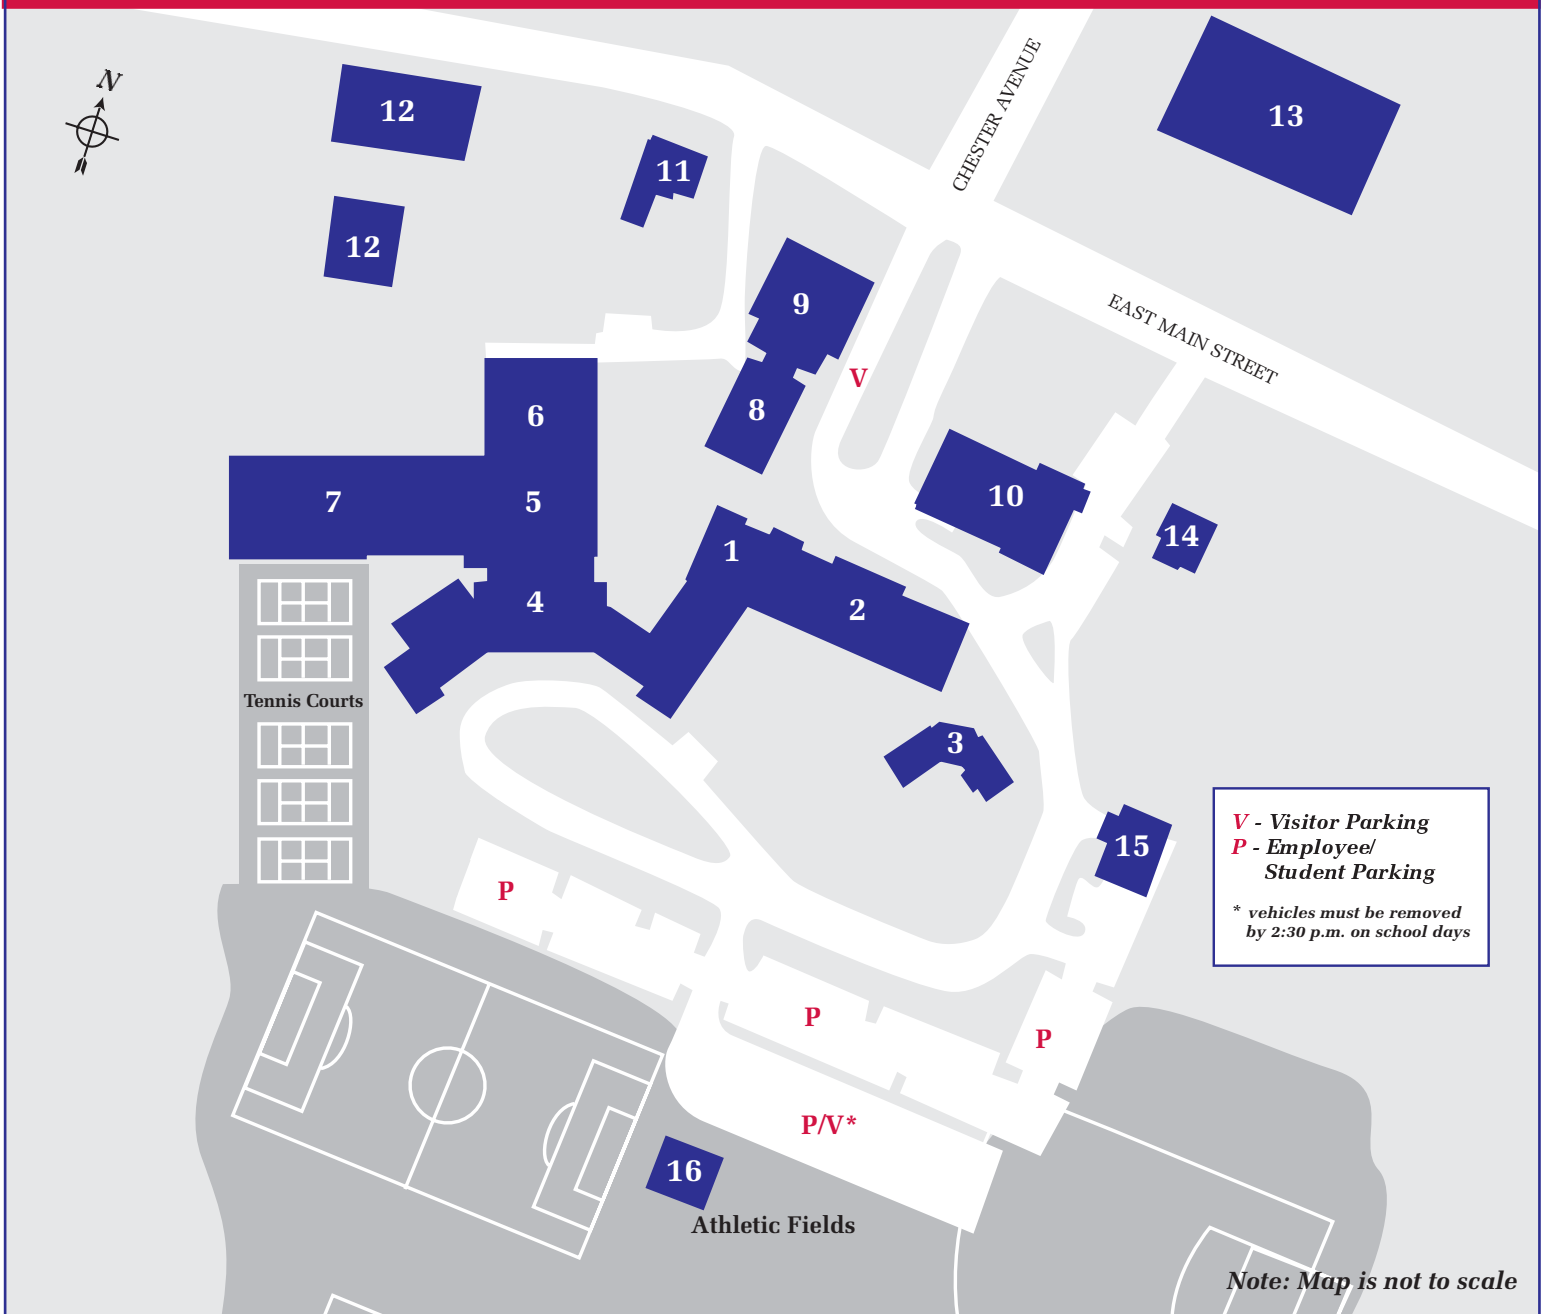 N
12
12
11
13
CHESTER AVENUE
9
EAST MAIN STREET
V
8
6
7
5
10
14
1
4
2
Tennis Courts
3
15
V - Visitor Parking
P - Employee/
Student Parking
* vehicles must be removed
by 2:30 p.m. on school days
P
P
P
P/V*
16
Athletic Fields
Note: Map is not to scale